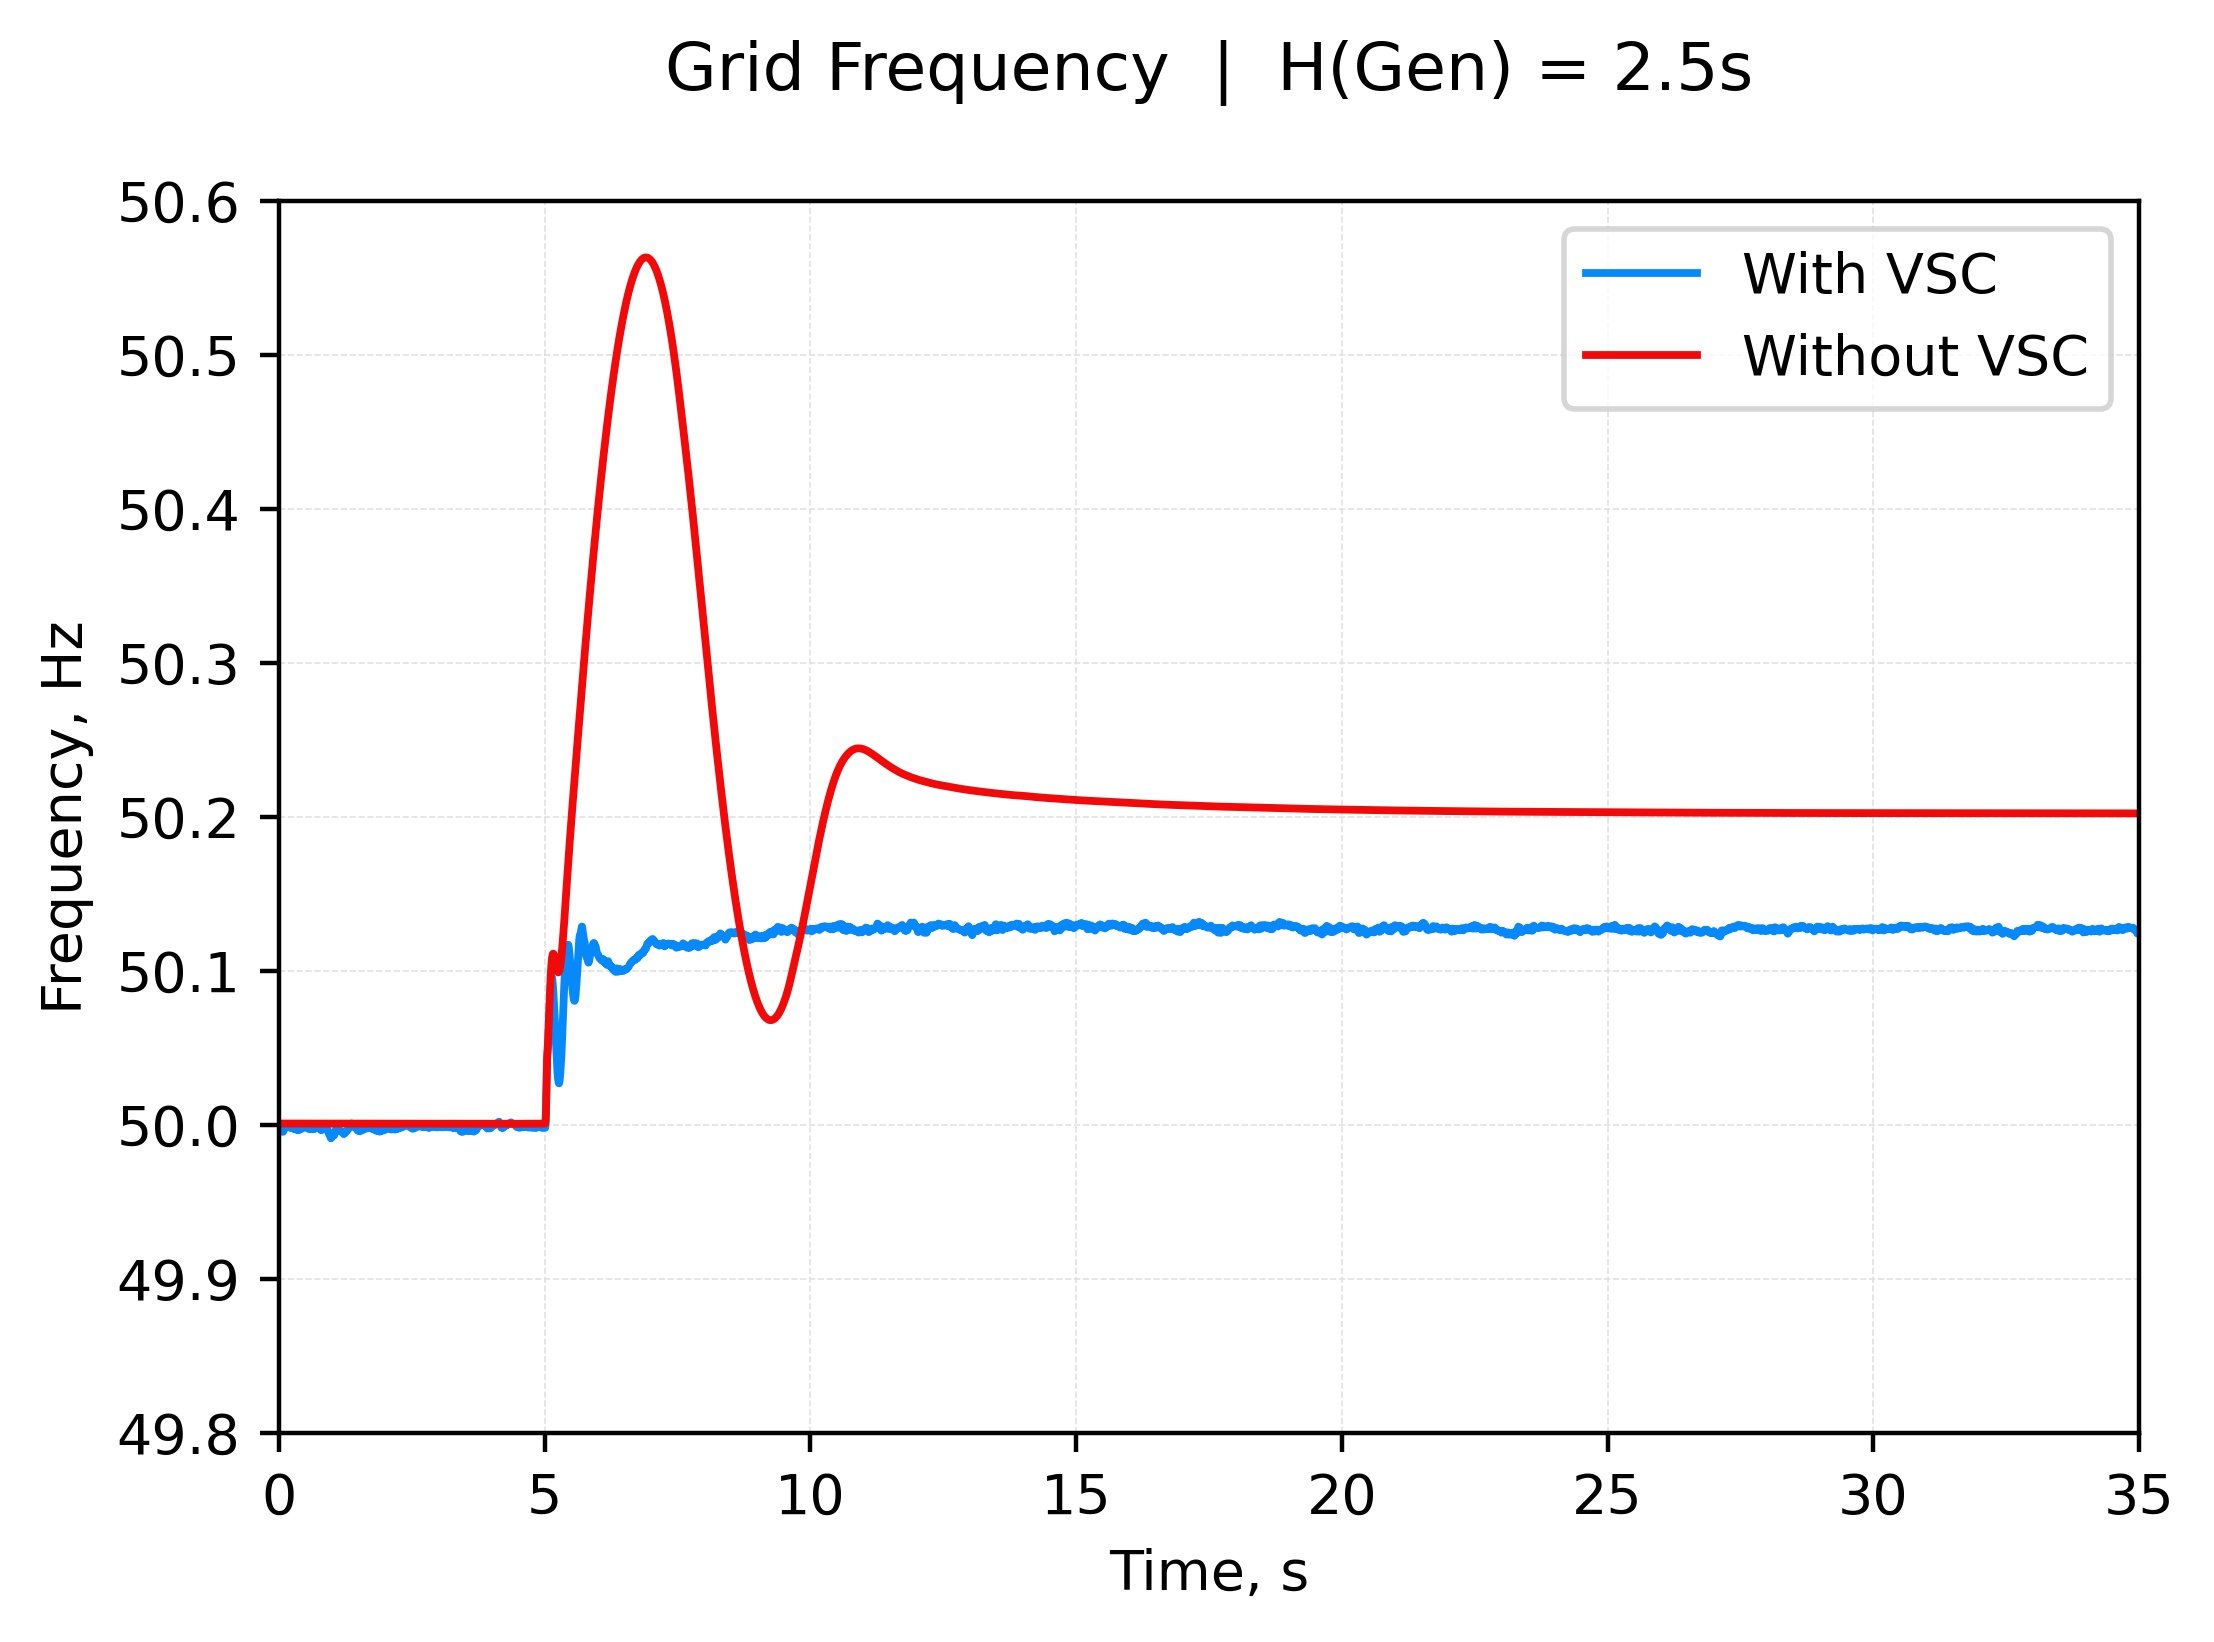 Grid Frequency | H(Gen) = 2.5s
50.6
50.5
50.4
50.3
50.2
50.1
50.0
49.9
49.8
Frequency, Hz
With VSC
Without VSC
0 5 10 15 20 25 30 35
Time, s